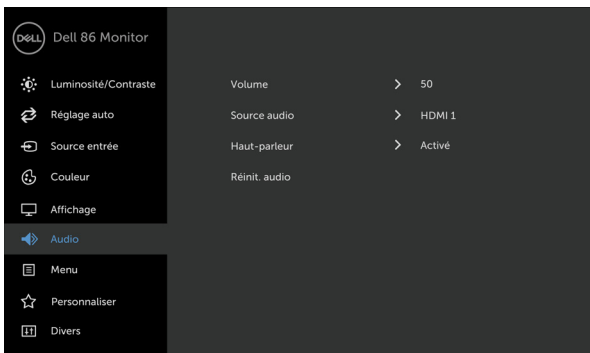 DELL Dell 86 Monitor
Luminosité/Contraste
Réglage auto
Source entrée
Couleur
Affichage
Audio
Menu
Personnaliser
Divers
Volume > 50
Source audio > HDMI 1
Haut-parleur > Activé
Réinit. audio